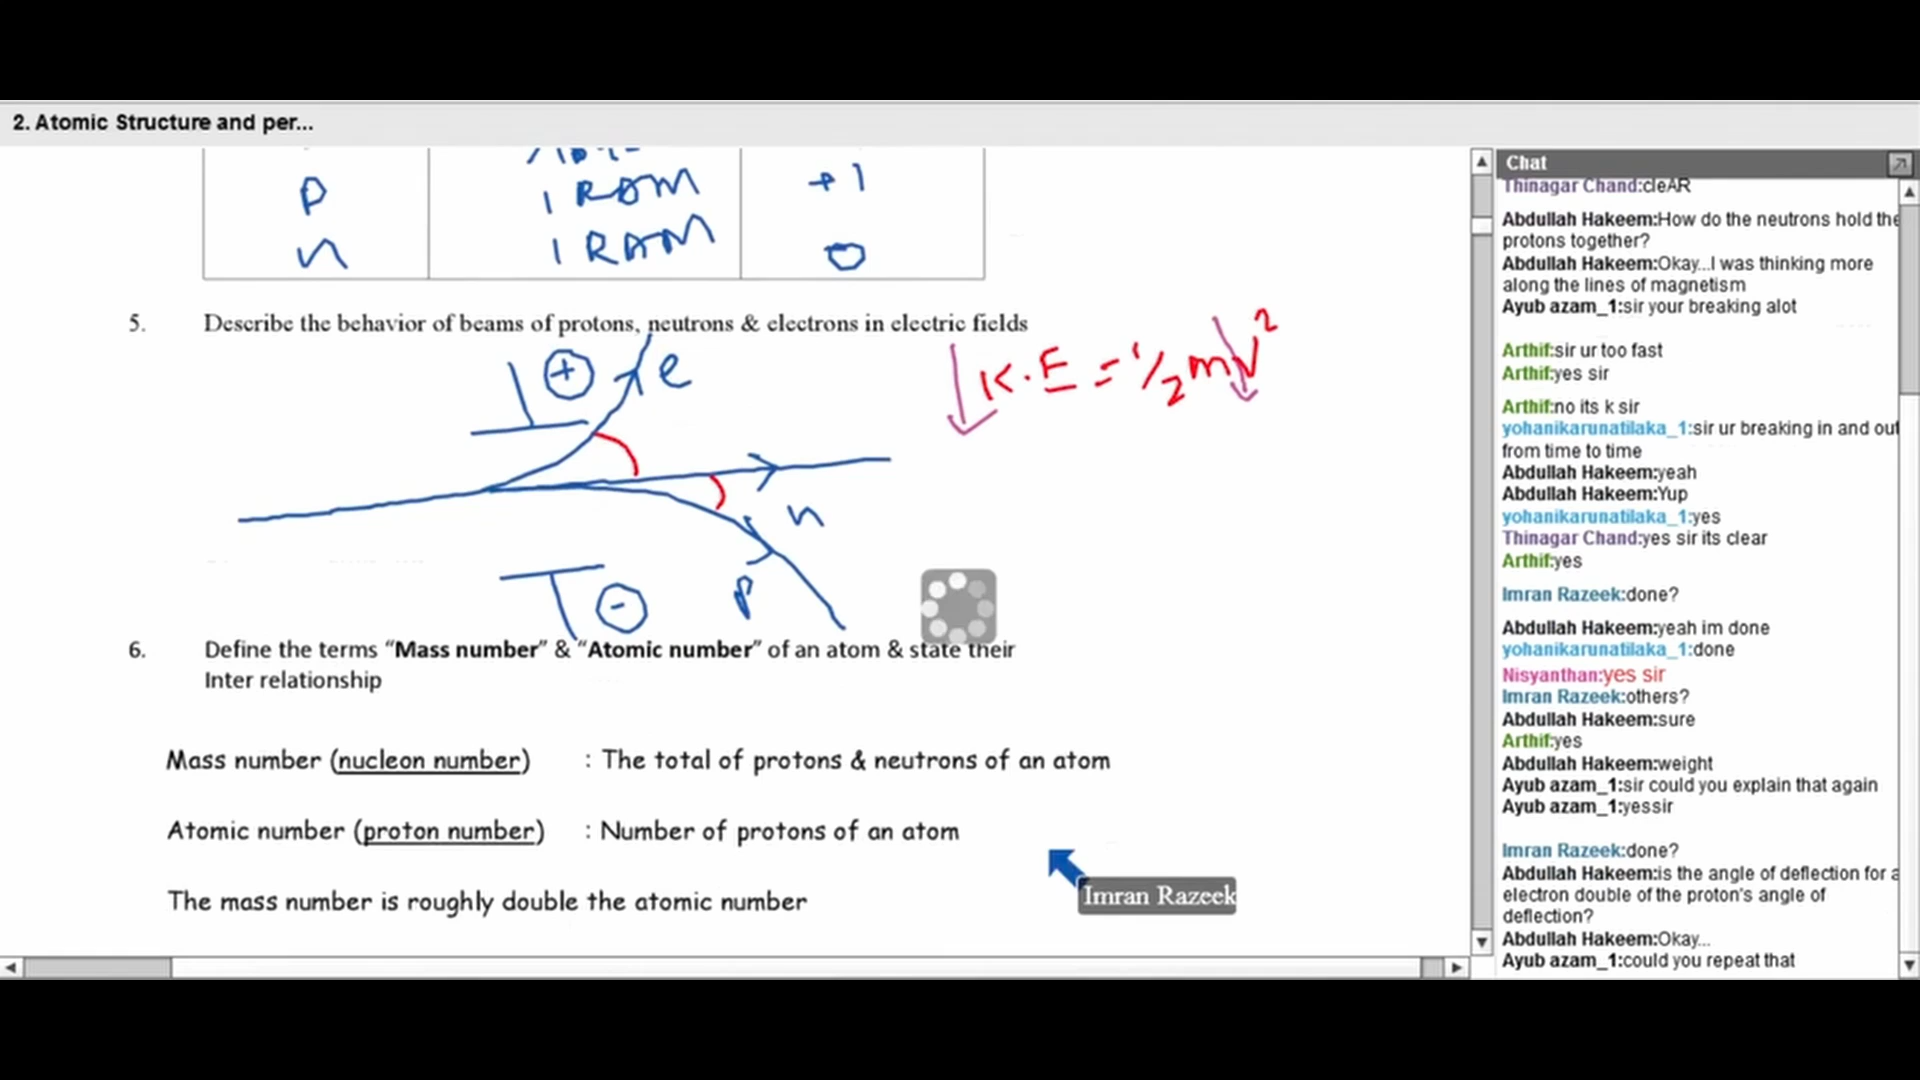 2. Atomic Structure and per...
p 1 RAM +1
n 1 RAM 0
5. Describe the behavior of beams of protons, neutrons & electrons in electric fields
+ e
K.E = 1/2 mV²
n
p
-
6. Define the terms “Mass number” & “Atomic number” of an atom & state their
Inter relationship
Mass number (nucleon number) : The total of protons & neutrons of an atom
Atomic number (proton number) : Number of protons of an atom
The mass number is roughly double the atomic number
Imran Razeek
Chat
Thinagar Chand:cleAR
Abdullah Hakeem:How do the neutrons hold the
protons together?
Abdullah Hakeem:Okay...I was thinking more
along the lines of magnetism
Ayub azam_1:sir your breaking alot
Arthif:sir ur too fast
Arthif:yes sir
Arthif:no its k sir
yohanikarunatilaka_1:sir ur breaking in and out
from time to time
Abdullah Hakeem:yeah
Abdullah Hakeem:Yup
yohanikarunatilaka_1:yes
Thinagar Chand:yes sir its clear
Arthif:yes
Imran Razeek:done?
Abdullah Hakeem:yeah im done
yohanikarunatilaka_1:done
Nisyanthan:yes sir
Imran Razeek:others?
Abdullah Hakeem:sure
Arthif:yes
Abdullah Hakeem:weight
Ayub azam_1:sir could you explain that again
Ayub azam_1:yessir
Imran Razeek:done?
Abdullah Hakeem:is the angle of deflection for a
electron double of the proton's angle of
deflection?
Abdullah Hakeem:Okay...
Ayub azam_1:could you repeat that